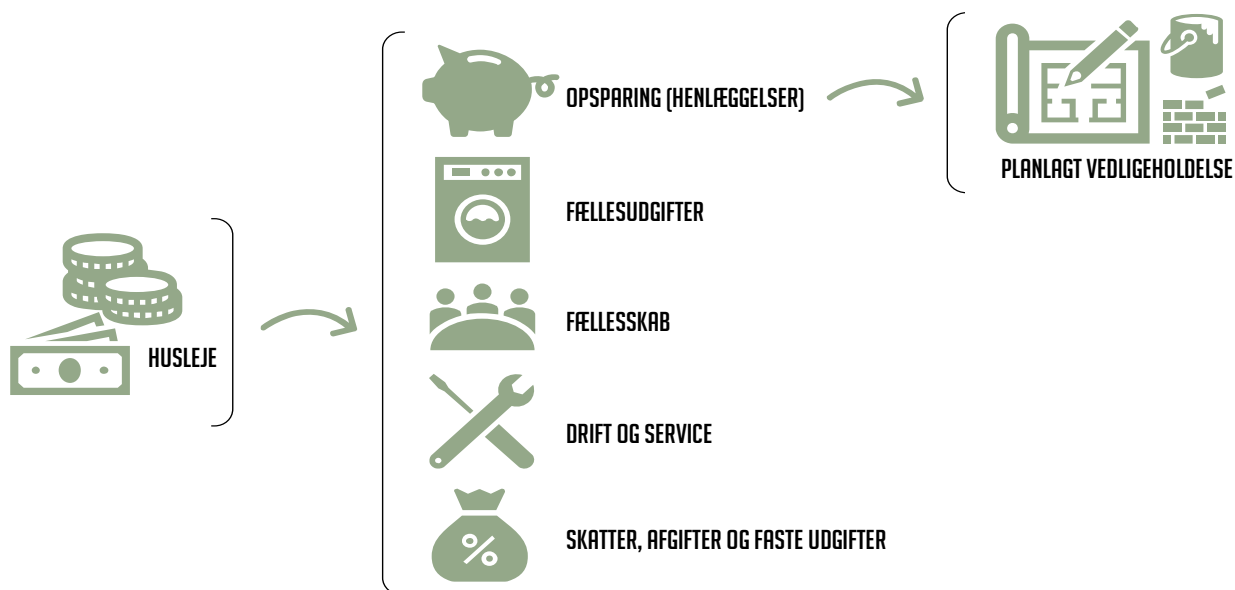 HUSLEJE
OPSPARING (HENLÆGGELSER)
PLANLAGT VEDLIGEHOLDELSE
FÆLLESUDGIFTER
FÆLLESSKAB
DRIFT OG SERVICE
%
SKATTER, AFGIFTER OG FASTE UDGIFTER